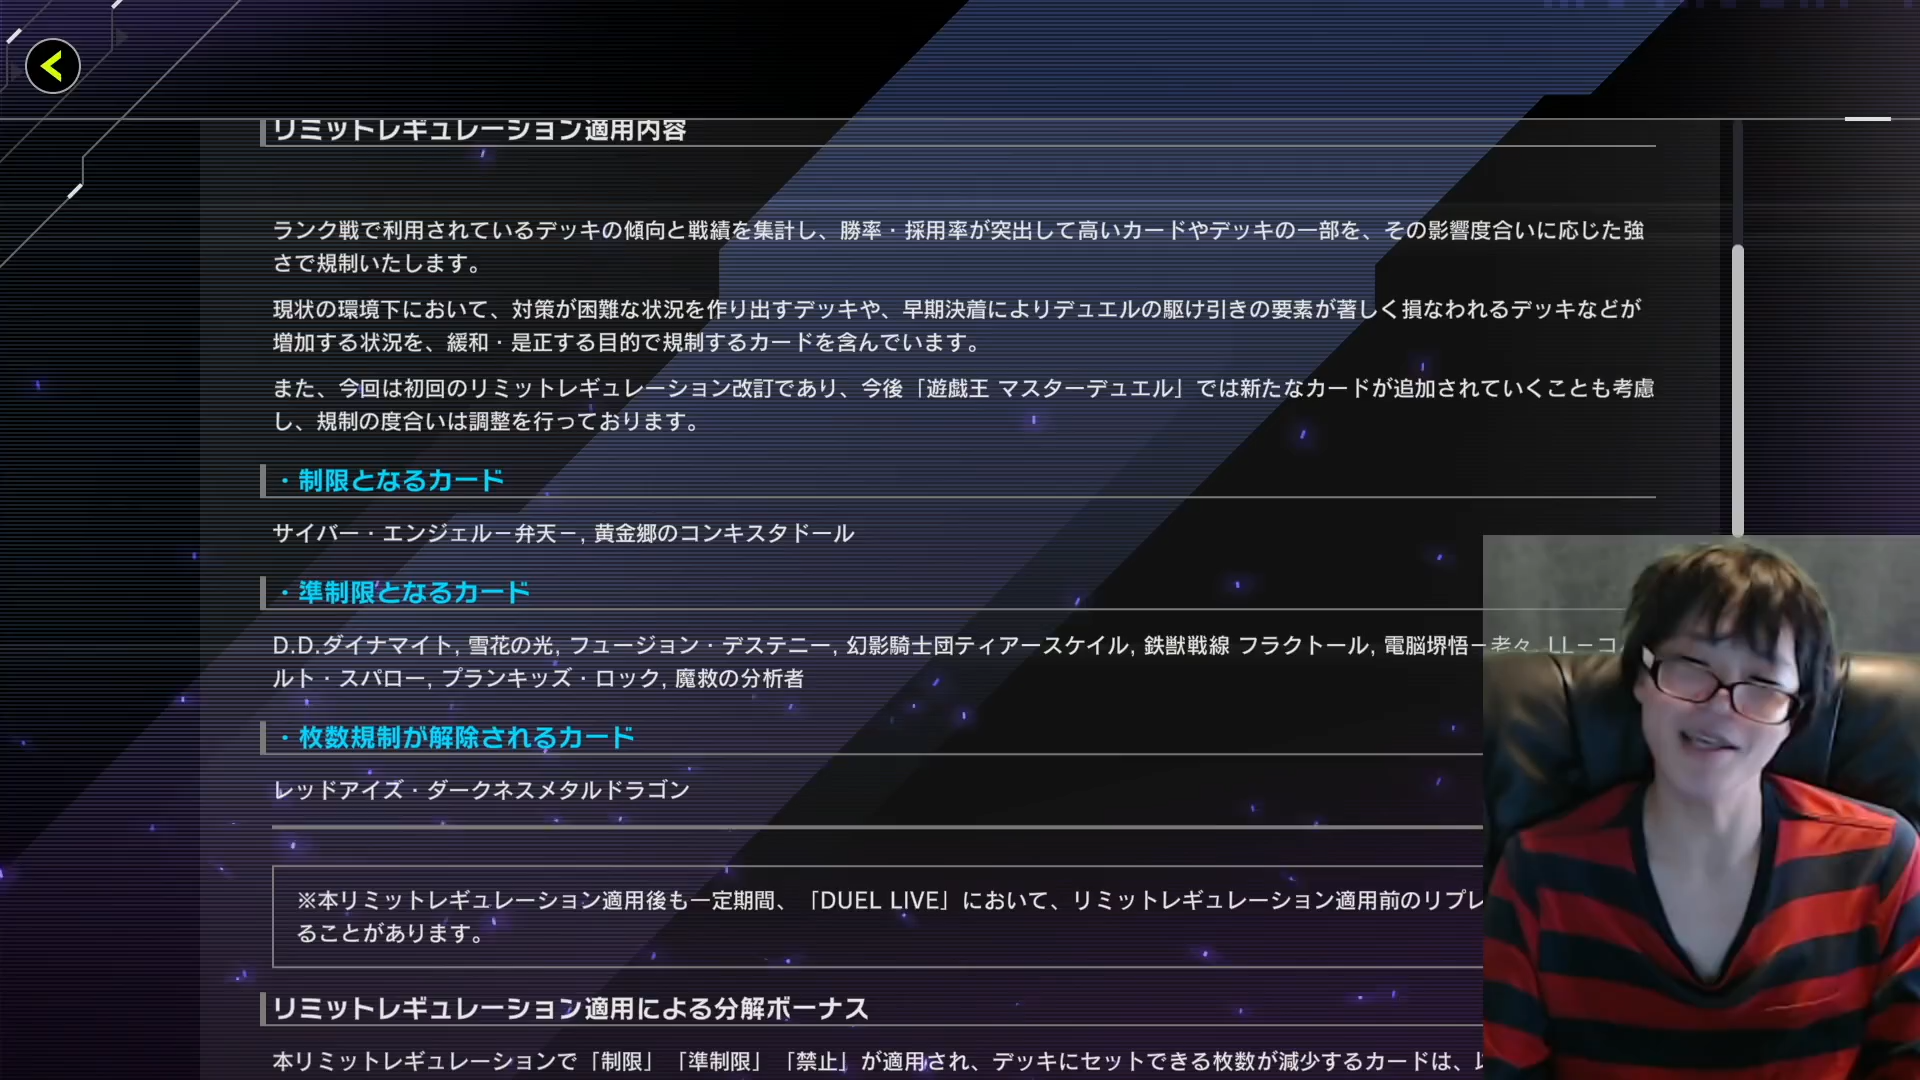 リミットレギュレーション適用内容
ランク戦で利用されているデッキの傾向と戦績を集計し、勝率・採用率が突出して高いカードやデッキの一部を、その影響度合いに応じた強
さで規制いたします。
現状の環境下において、対策が困難な状況を作り出すデッキや、早期決着によりデュエルの駆け引きの要素が著しく損なわれるデッキなどが
増加する状況を、緩和・是正する目的で規制するカードを含んでいます。
また、今回は初回のリミットレギュレーション改訂であり、今後「遊戯王 マスターデュエル」では新たなカードが追加されていくことも考慮
し、規制の度合いは調整を行っております。
・制限となるカード
サイバー・エンジェル－弁天－, 黄金郷のコンキスタドール
・準制限となるカード
D.D.ダイナマイト, 雪花の光, フュージョン・デステニー, 幻影騎士団ティアースケイル, 鉄獣戦線 フラクトール, 電脳堺悟－老々, LL－コ
ルト・スパロー, プランキッズ・ロック, 魔救の分析者
・枚数規制が解除されるカード
レッドアイズ・ダークネスメタルドラゴン
※本リミットレギュレーション適用後も一定期間、「DUEL LIVE」において、リミットレギュレーション適用前のリプレ
ることがあります。
リミットレギュレーション適用による分解ボーナス
本リミットレギュレーションで「制限」「準制限」「禁止」が適用され、デッキにセットできる枚数が減少するカードは、